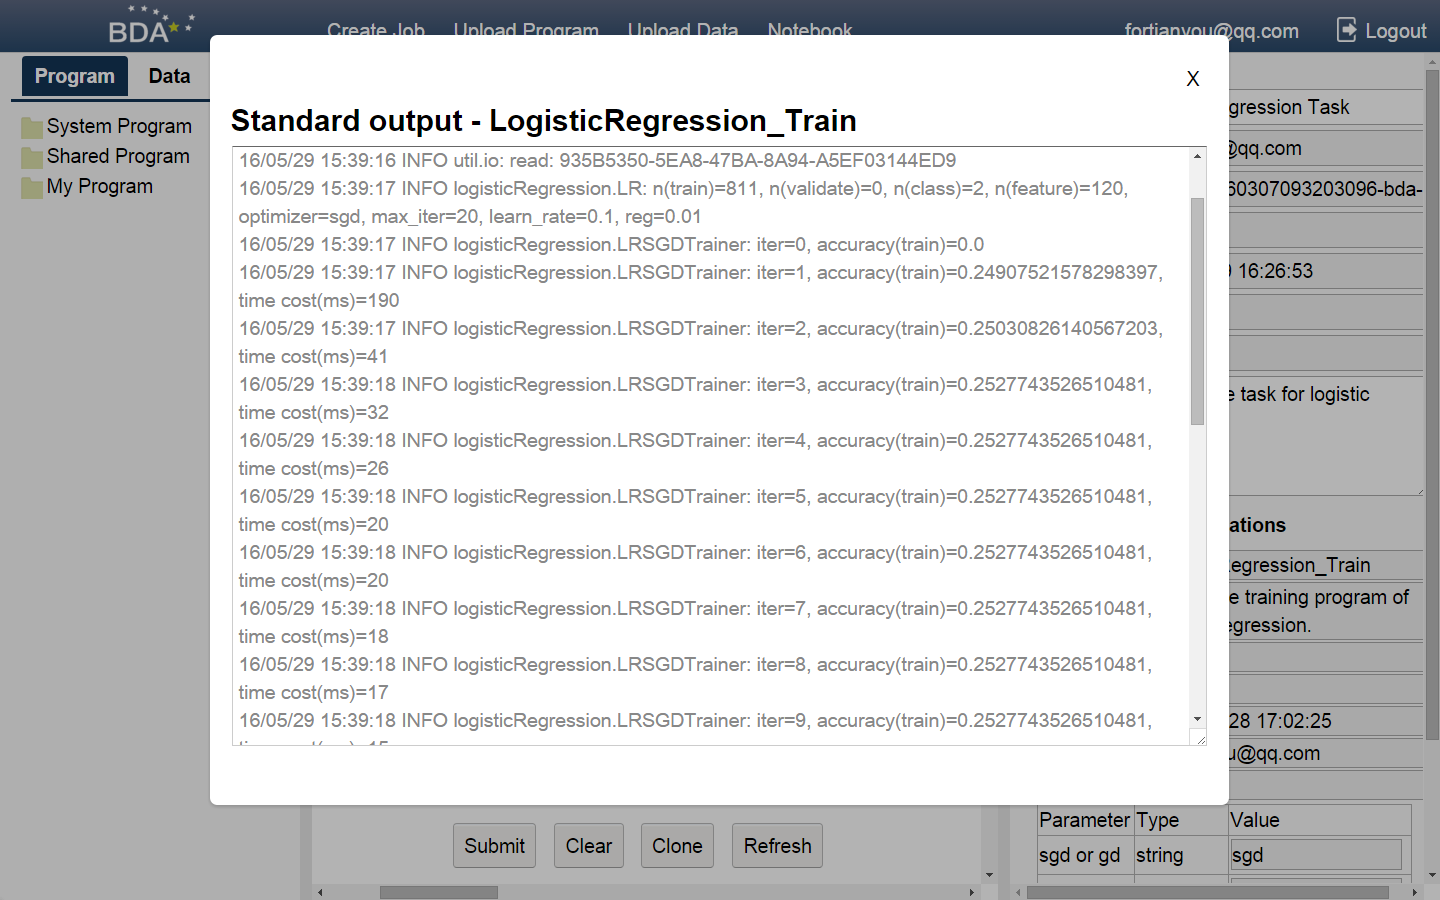 BDA
Create Job Upload Program Upload Data Notebook fortianyou@qq.com Logout
Program Data
System Program
Shared Program
My Program
X
Standard output - LogisticRegression_Train
16/05/29 15:39:16 INFO util.io: read: 935B5350-5EA8-47BA-8A94-A5EF03144ED9
16/05/29 15:39:17 INFO logisticRegression.LR: n(train)=811, n(validate)=0, n(class)=2, n(feature)=120,
optimizer=sgd, max_iter=20, learn_rate=0.1, reg=0.01
16/05/29 15:39:17 INFO logisticRegression.LRSGDTrainer: iter=0, accuracy(train)=0.0
16/05/29 15:39:17 INFO logisticRegression.LRSGDTrainer: iter=1, accuracy(train)=0.24907521578298397,
time cost(ms)=190
16/05/29 15:39:17 INFO logisticRegression.LRSGDTrainer: iter=2, accuracy(train)=0.25030826140567203,
time cost(ms)=41
16/05/29 15:39:18 INFO logisticRegression.LRSGDTrainer: iter=3, accuracy(train)=0.2527743526510481,
time cost(ms)=32
16/05/29 15:39:18 INFO logisticRegression.LRSGDTrainer: iter=4, accuracy(train)=0.2527743526510481,
time cost(ms)=26
16/05/29 15:39:18 INFO logisticRegression.LRSGDTrainer: iter=5, accuracy(train)=0.2527743526510481,
time cost(ms)=20
16/05/29 15:39:18 INFO logisticRegression.LRSGDTrainer: iter=6, accuracy(train)=0.2527743526510481,
time cost(ms)=20
16/05/29 15:39:18 INFO logisticRegression.LRSGDTrainer: iter=7, accuracy(train)=0.2527743526510481,
time cost(ms)=18
16/05/29 15:39:18 INFO logisticRegression.LRSGDTrainer: iter=8, accuracy(train)=0.2527743526510481,
time cost(ms)=17
16/05/29 15:39:18 INFO logisticRegression.LRSGDTrainer: iter=9, accuracy(train)=0.2527743526510481,
Submit Clear Clone Refresh
gression Task
@qq.com
60307093203096-bda-
16:26:53
e task for logistic
ations
Regression_Train
e training program of
egression.
28 17:02:25
u@qq.com
Parameter Type Value
sgd or gd string sgd